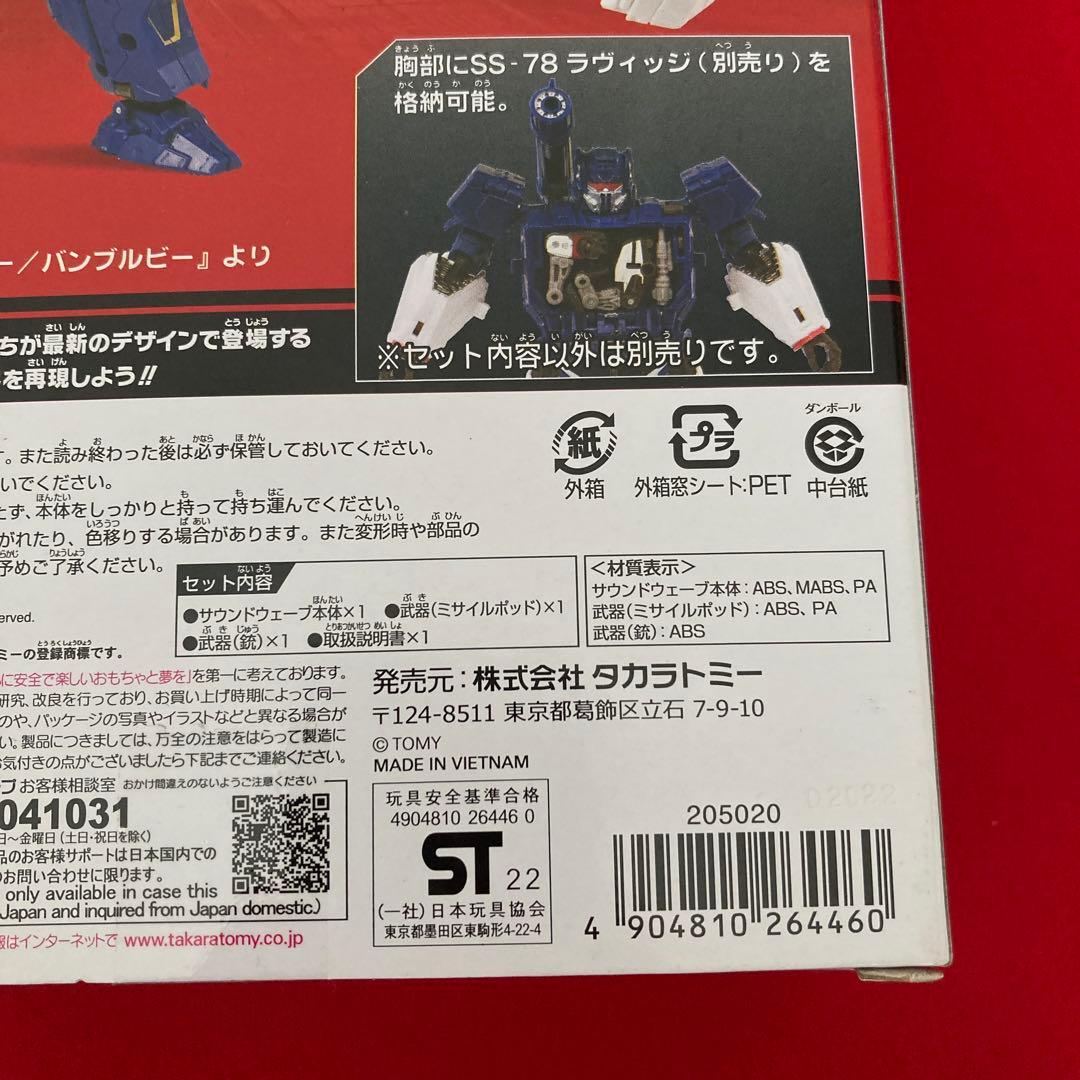 胸部にSS-78 ラヴィッジ（別売り）を
格納可能。
※セット内容以外は別売りです。
ー／バンブルビー』より
ちが最新のデザインで登場する
を再現しよう!!
す。また読み終わった後は必ず保管しておいてください。
いでください。
たず、本体をしっかりと持って持ち運んでください。
がれたり、色移りする場合があります。また変形時や部品の
予めご了承ください。
ダンボール
紙
プラ
外箱
外箱窓シート:PET
中台紙
セット内容
●サウンドウェーブ本体×1 ●武器（ミサイルポッド）×1
●武器（銃）×1 ●取扱説明書×1
＜材質表示＞
サウンドウェーブ本体：ABS、MABS、PA
武器（ミサイルポッド）：ABS、PA
武器（銃）：ABS
erved.
ミーの登録商標です。
に安全で楽しいおもちゃと夢を」を第一に考えております。
研究、改良を行っており、お買い上げ時期によって同一
のや、パッケージの写真やイラストなどと異なる場合が
い。製品につきましては、万全の注意をはらって製造に
お気付きの点がございましたら下記までご連絡ください。
プお客様相談室 おかけ間違えのないようご注意ください
041031
日〜金曜日（土日・祝日を除く）
品のお客様サポートは日本国内での
のお問い合わせに限ります。
only available in case this
Japan and inquired from Japan domestic.)
報はインターネットで www.takaratomy.co.jp
発売元：株式会社 タカラトミー
〒124-8511 東京都葛飾区立石 7-9-10
© TOMY
MADE IN VIETNAM
玩具安全基準合格
4904810 26446 0
ST 22
（一社）日本玩具協会
東京都墨田区東駒形4-22-4
D2022
205020
4 904810 264460